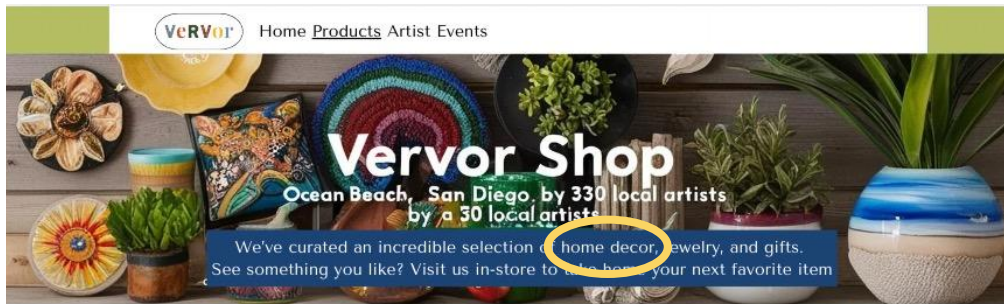 VeRVor
Home Products Artist Events
Vervor Shop
Ocean Beach, San Diego by 330 local artists
by a 30 local artists
We've curated an incredible selection of home decor, jewelry, and gifts.
See something you like? Visit us in-store to take home your next favorite item